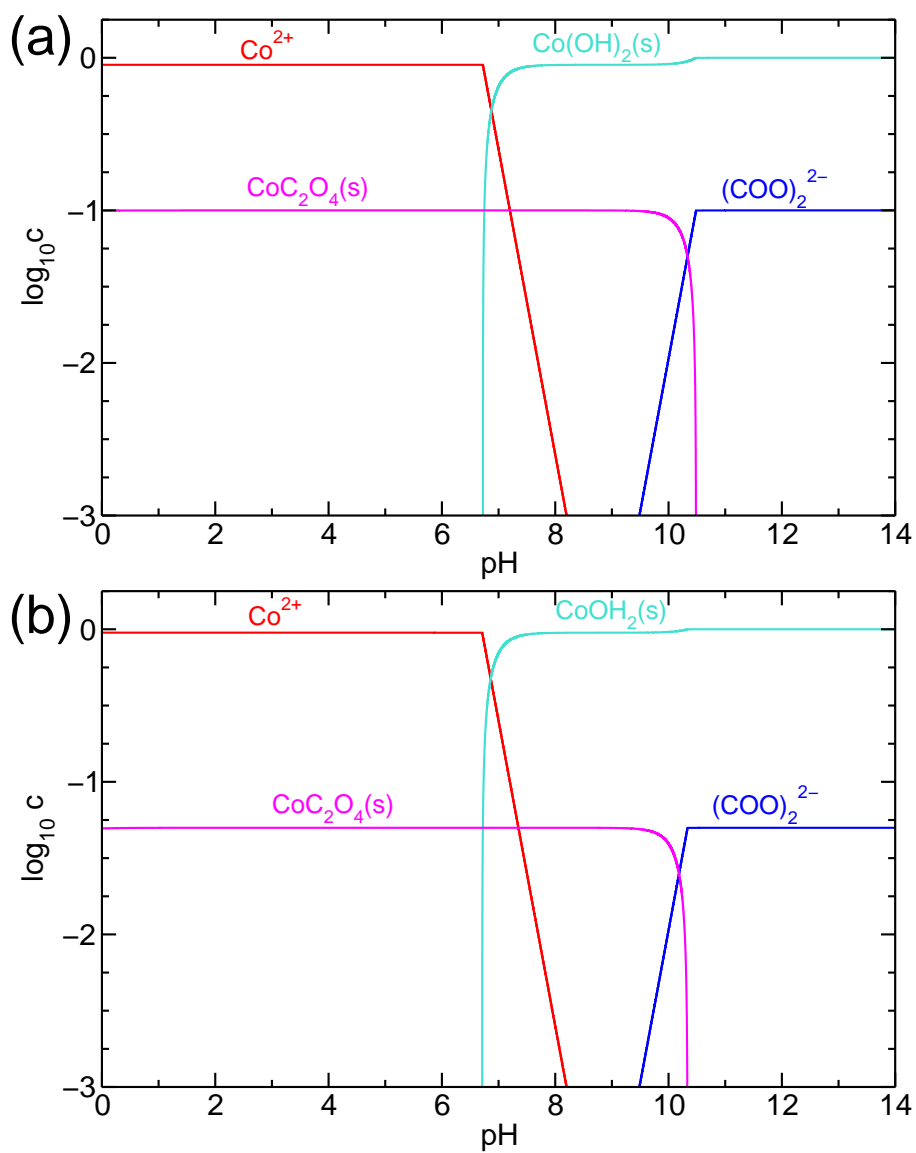 (a)
Co2+
Co(OH)2(s)
CoC2O4(s)
(COO)2 2−
log10c
0
−1
−2
−3
0 2 4 6 8 10 12 14
pH
(b)
Co2+
CoOH2(s)
CoC2O4(s)
(COO)2 2−
log10 c
0
−1
−2
−3
0 2 4 6 8 10 12 14
pH